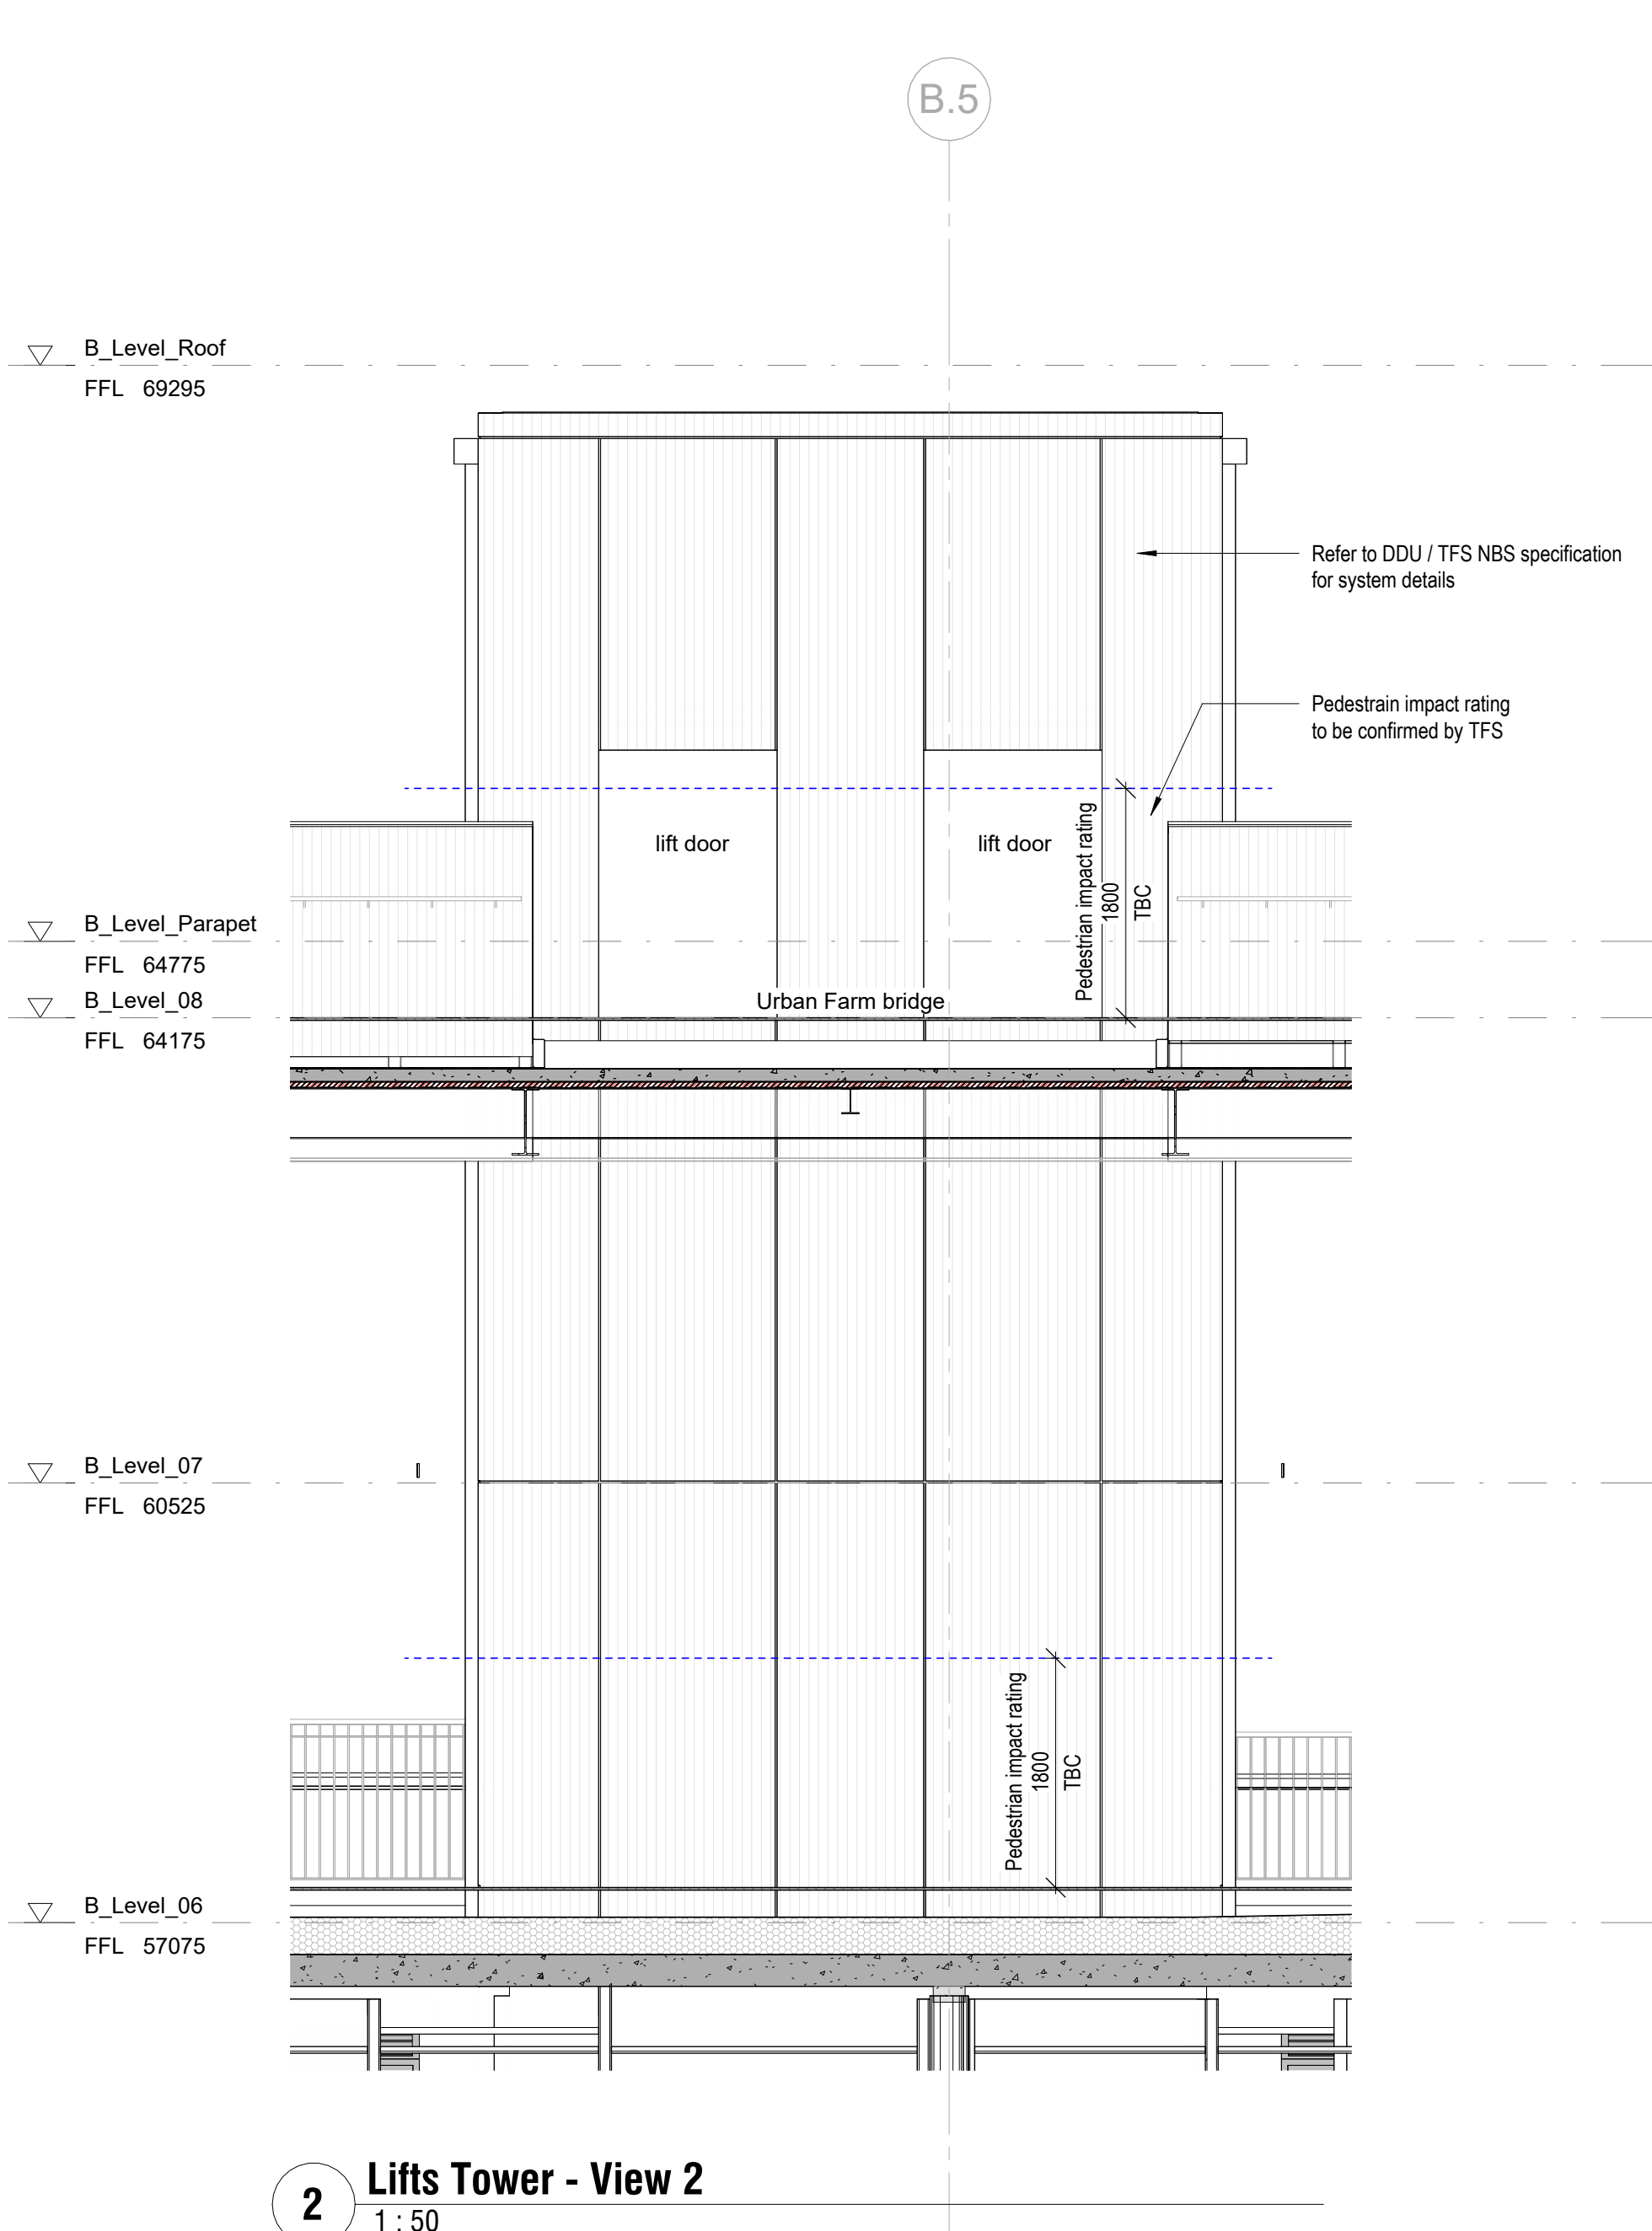 B.5
B_Level_Roof
FFL 69295
Refer to DDU / TFS NBS specification
for system details
Pedestrain impact rating
to be confirmed by TFS
lift door
lift door
Pedestrian impact rating
1800
TBC
B_Level_Parapet
FFL 64775
B_Level_08
FFL 64175
Urban Farm bridge
B_Level_07
FFL 60525
Pedestrian impact rating
1800
TBC
B_Level_06
FFL 57075
2
Lifts Tower - View 2
1 : 50